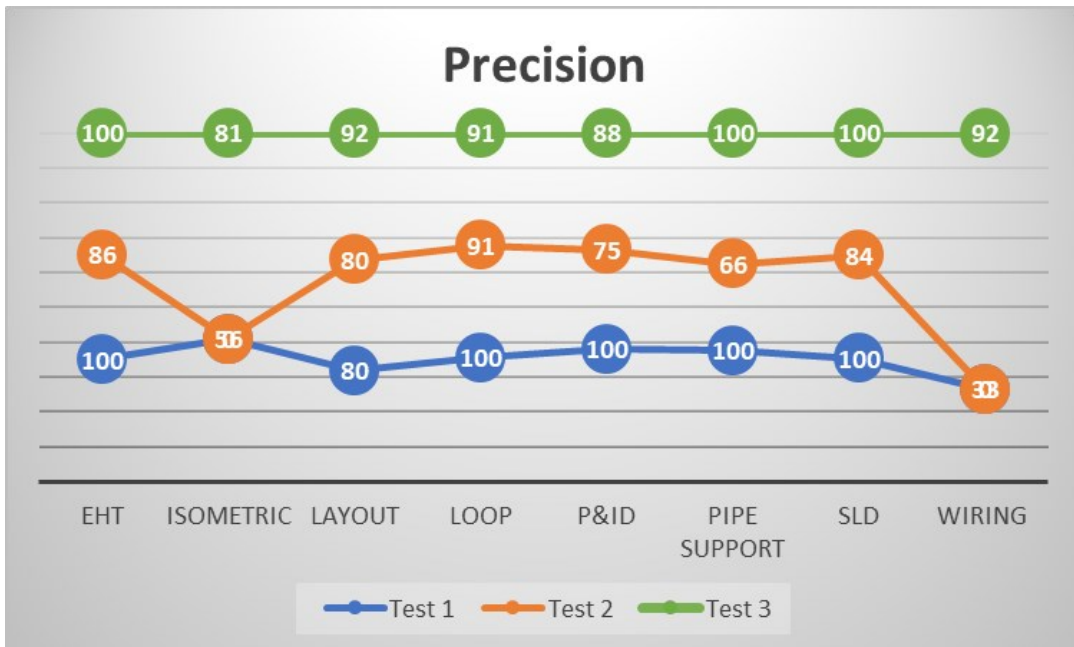 Precision
100 81 92 91 88 100 100 92
86 80 91 75 66 84
100 80 100 100 100 100
EHT ISOMETRIC LAYOUT LOOP P&ID PIPE SUPPORT SLD WIRING
Test 1 Test 2 Test 3